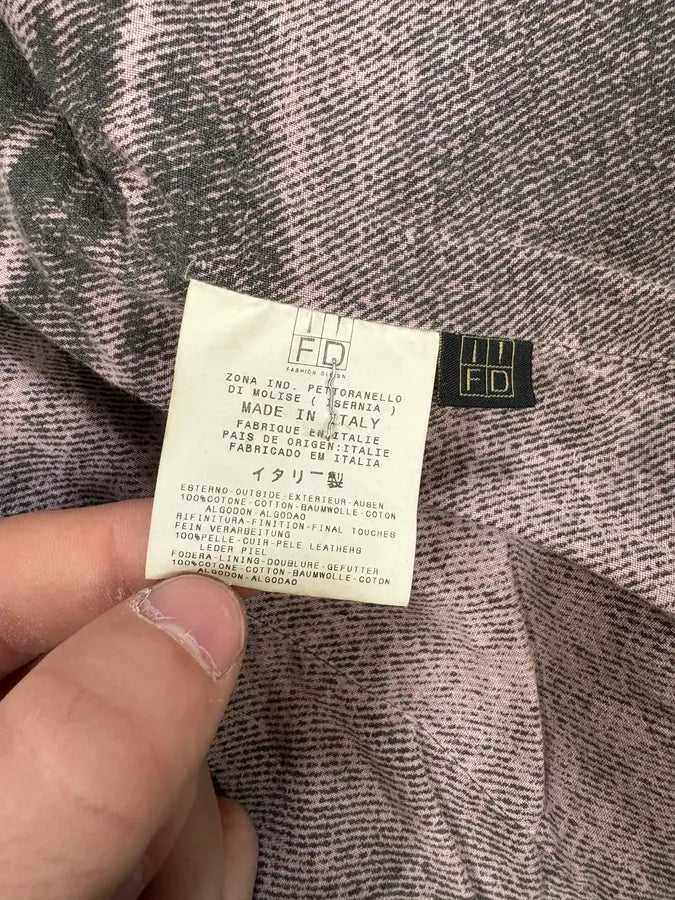 FD
FASHION DESIGN
ZONA IND. PETTORANELLO
DI MOLISE ( ISERNIA )
MADE IN ITALY
FABRIQUE EN ITALIE
PAIS DE ORIGEN:ITALIE
FABRICADO EM ITALIA
イタリー製
ESTERNO-OUTSIDE-EXTERIEUR-AUSEN
100%COTONE-COTTON-BAUMWOLLE-COTON
ALGODON-ALGODAO
RIFINITURA-FINITION-FINAL TOUCHES
FEIN VERARBEITUNG
100%PELLE-CUIR-PELE LEATHERS
LEDER PIEL
FODERA-LINING-DOUBLURE-GEFUTTER
100%COTONE-COTTON-BAUMWOLLE-COTON
ALGODON-ALGODAO
FD